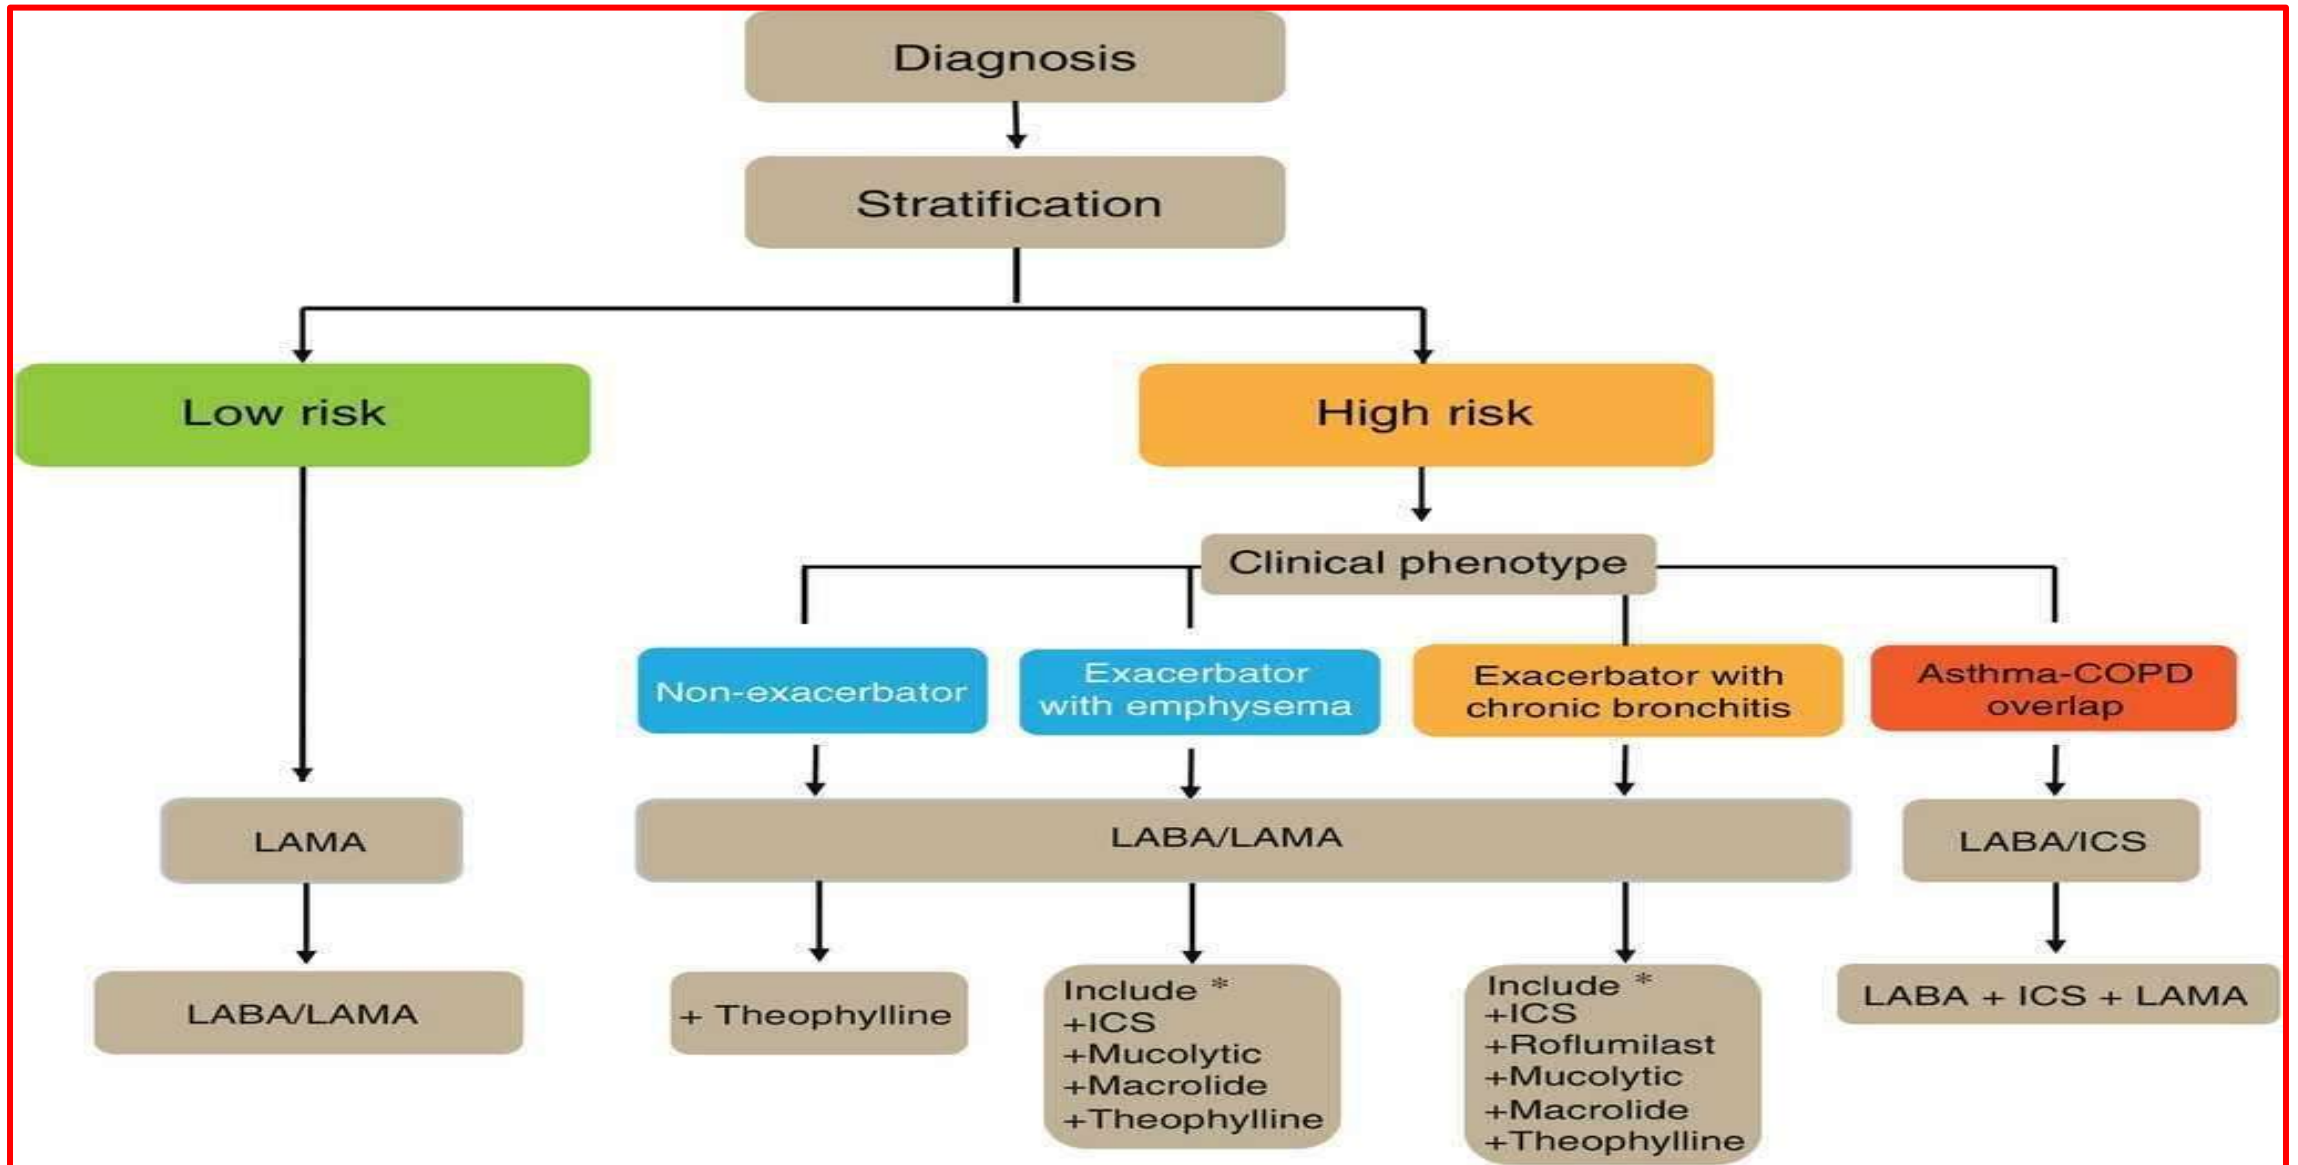 Diagnosis
Stratification
Low risk
High risk
Clinical phenotype
Non-exacerbator
Exacerbator
with emphysema
Exacerbator with
chronic bronchitis
Asthma-COPD
overlap
LAMA
LABA/LAMA
LABA/ICS
LABA/LAMA
+ Theophylline
Include *
+ICS
+Mucolytic
+Macrolide
+Theophylline
Include *
+ICS
+Roflumilast
+Mucolytic
+Macrolide
+Theophylline
LABA + ICS + LAMA